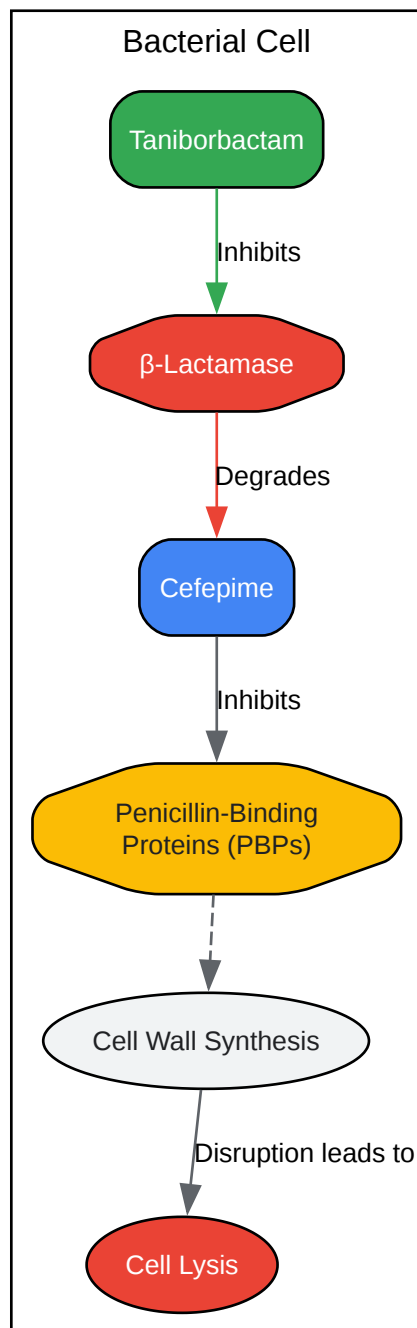 Bacterial Cell
Taniborbactam
Inhibits
β-Lactamase
Degrades
Cefepime
Inhibits
Penicillin-Binding
Proteins (PBPs)
Cell Wall Synthesis
Disruption leads to
Cell Lysis